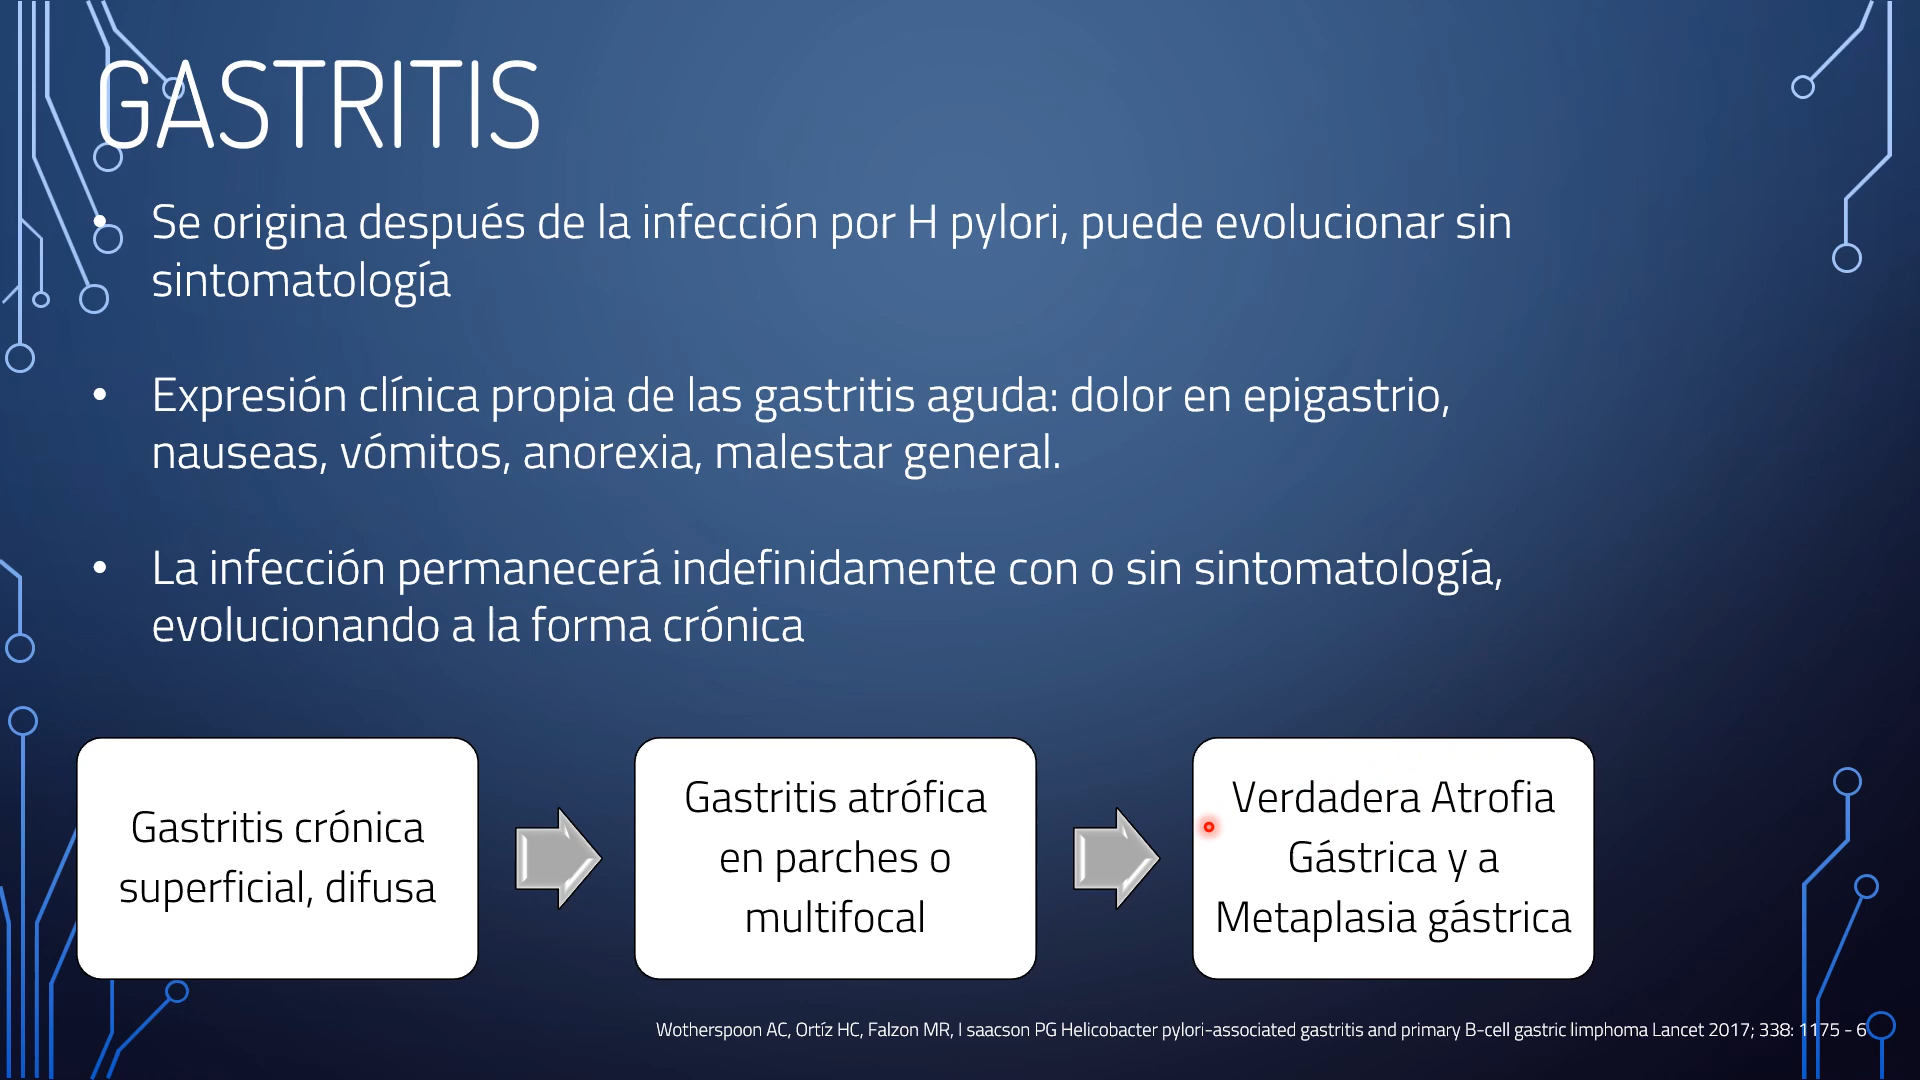 GASTRITIS
• Se origina después de la infección por H pylori, puede evolucionar sin
sintomatología
• Expresión clínica propia de las gastritis aguda: dolor en epigastrio,
nauseas, vómitos, anorexia, malestar general.
• La infección permanecerá indefinidamente con o sin sintomatología,
evolucionando a la forma crónica
Gastritis crónica
superficial, difusa
Gastritis atrófica
en parches o
multifocal
Verdadera Atrofia
Gástrica y a
Metaplasia gástrica
Wotherspoon AC, Ortíz HC, Falzon MR, I saacson PG Helicobacter pylori-associated gastritis and primary B-cell gastric limphoma Lancet 2017; 338: 1175 - 6